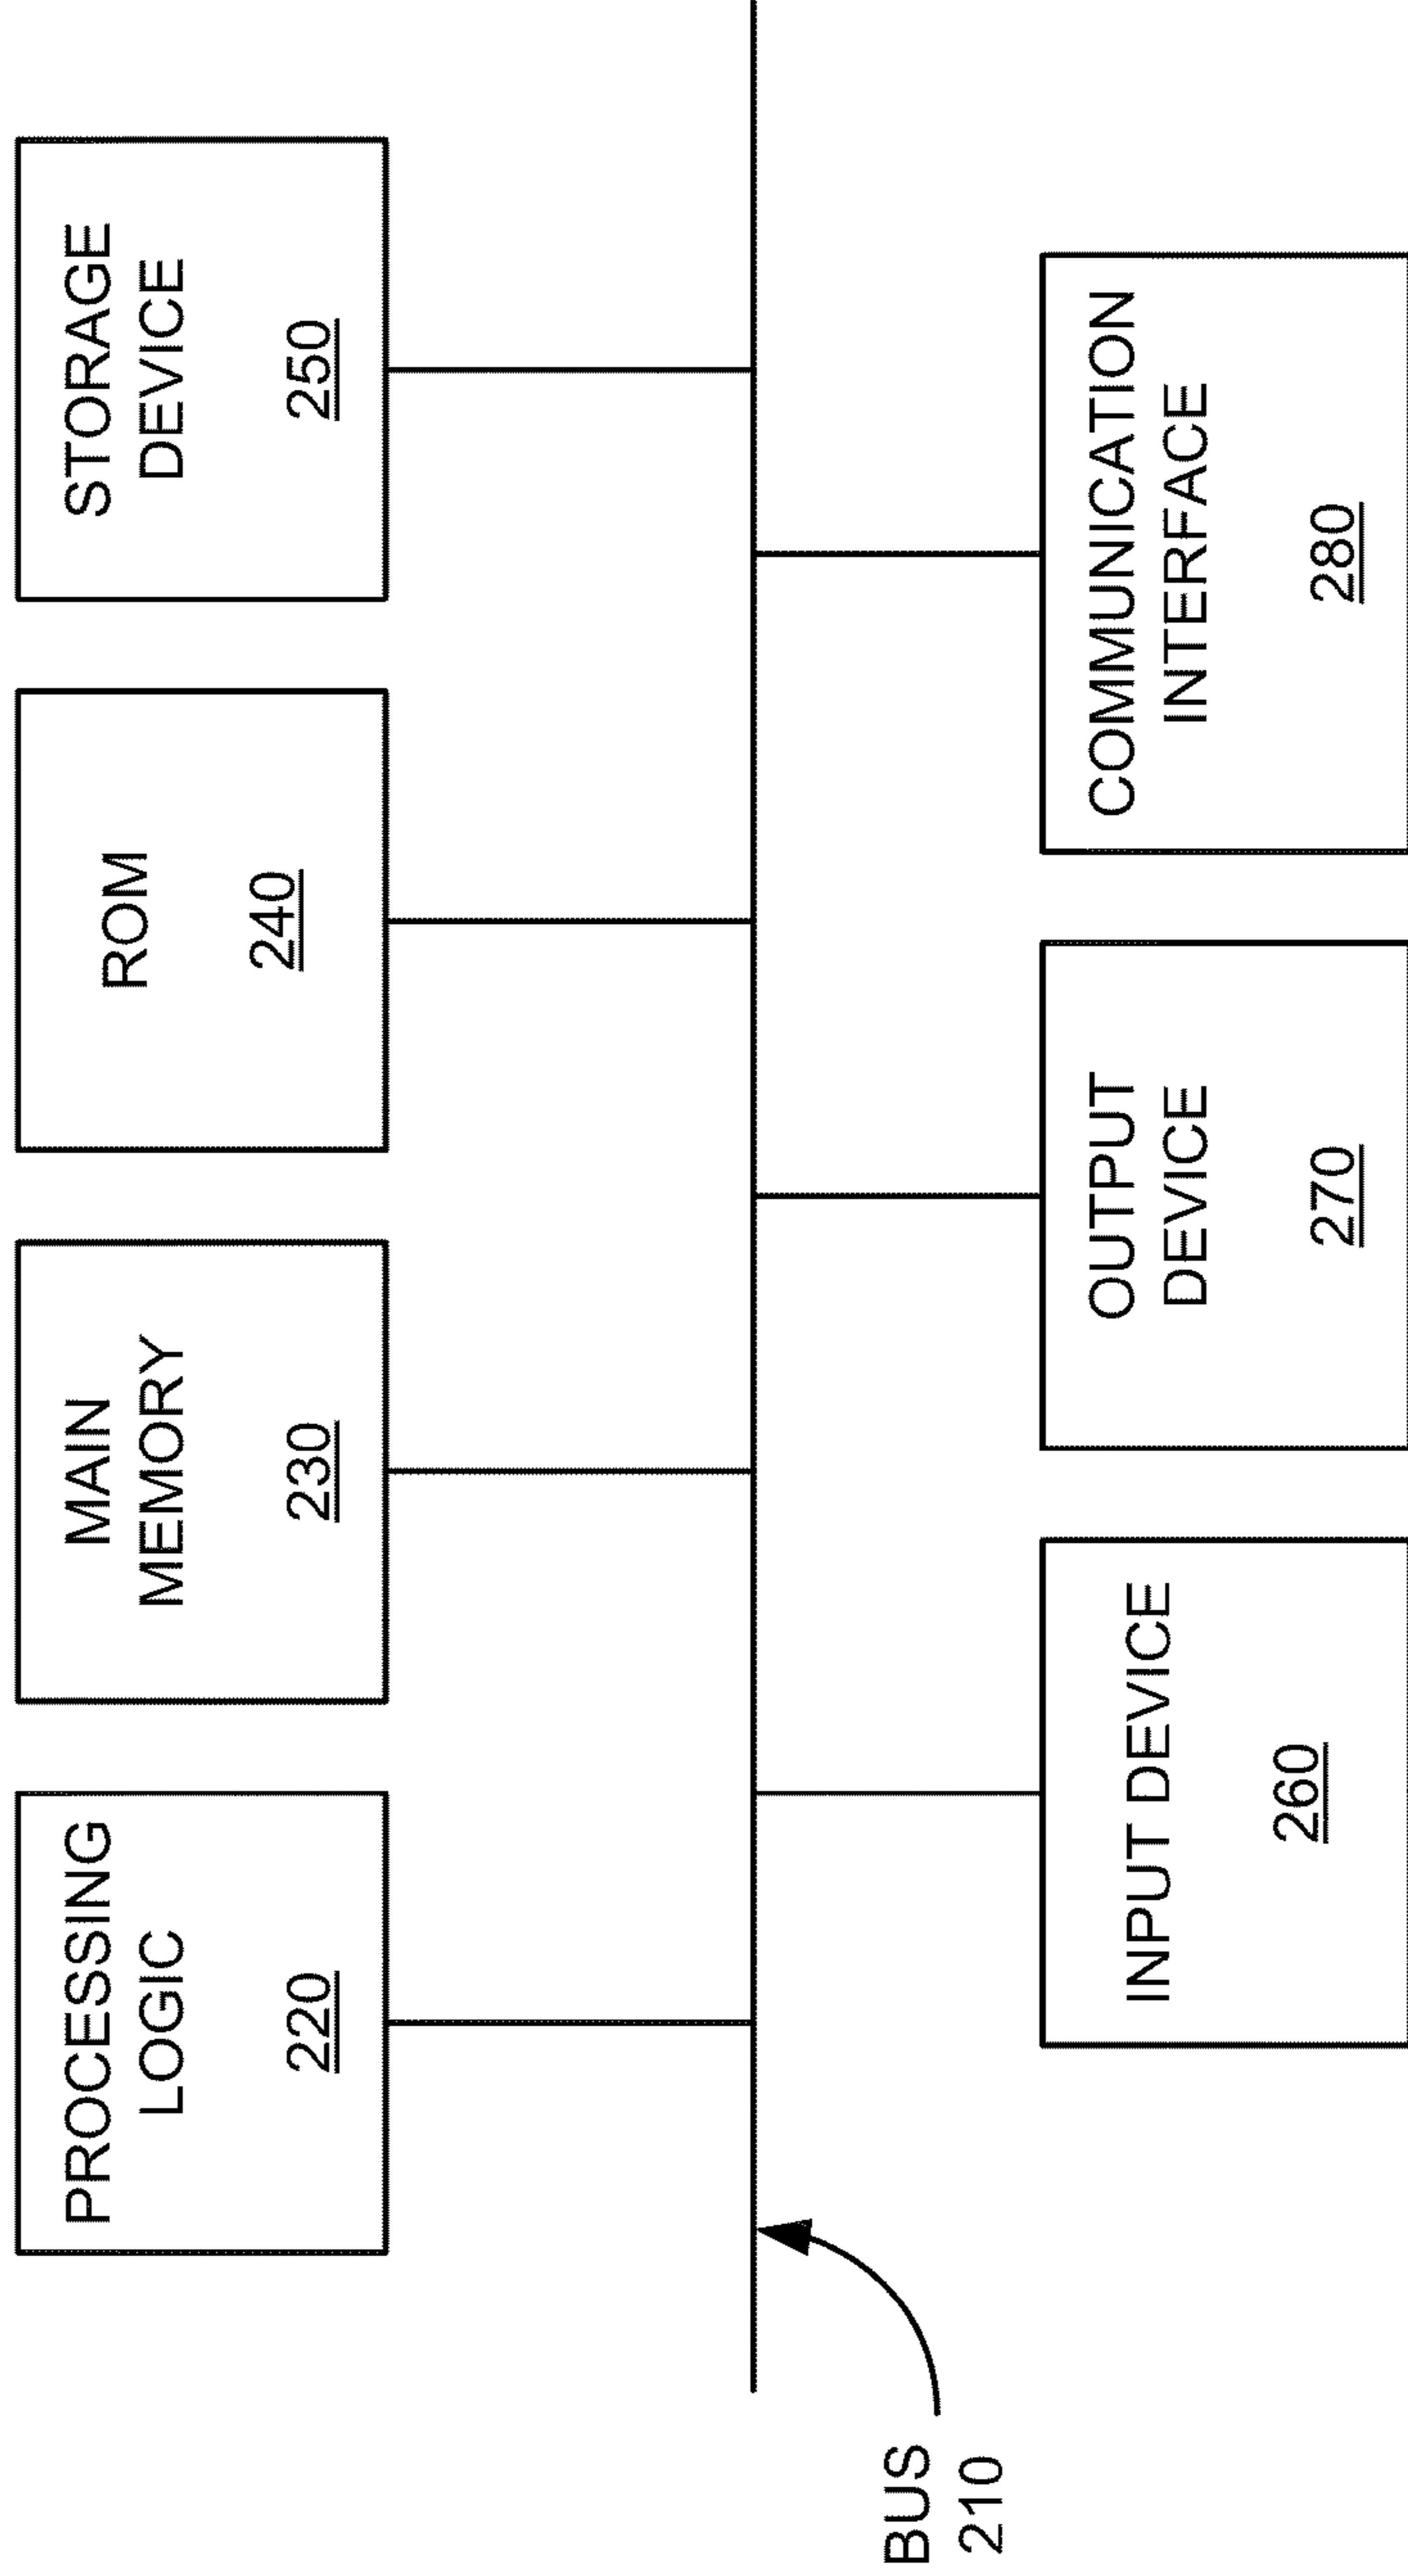 PROCESSING
LOGIC
220
MAIN
MEMORY
230
ROM
240
STORAGE
DEVICE
250
BUS
210
INPUT DEVICE
260
OUTPUT
DEVICE
270
COMMUNICATION
INTERFACE
280